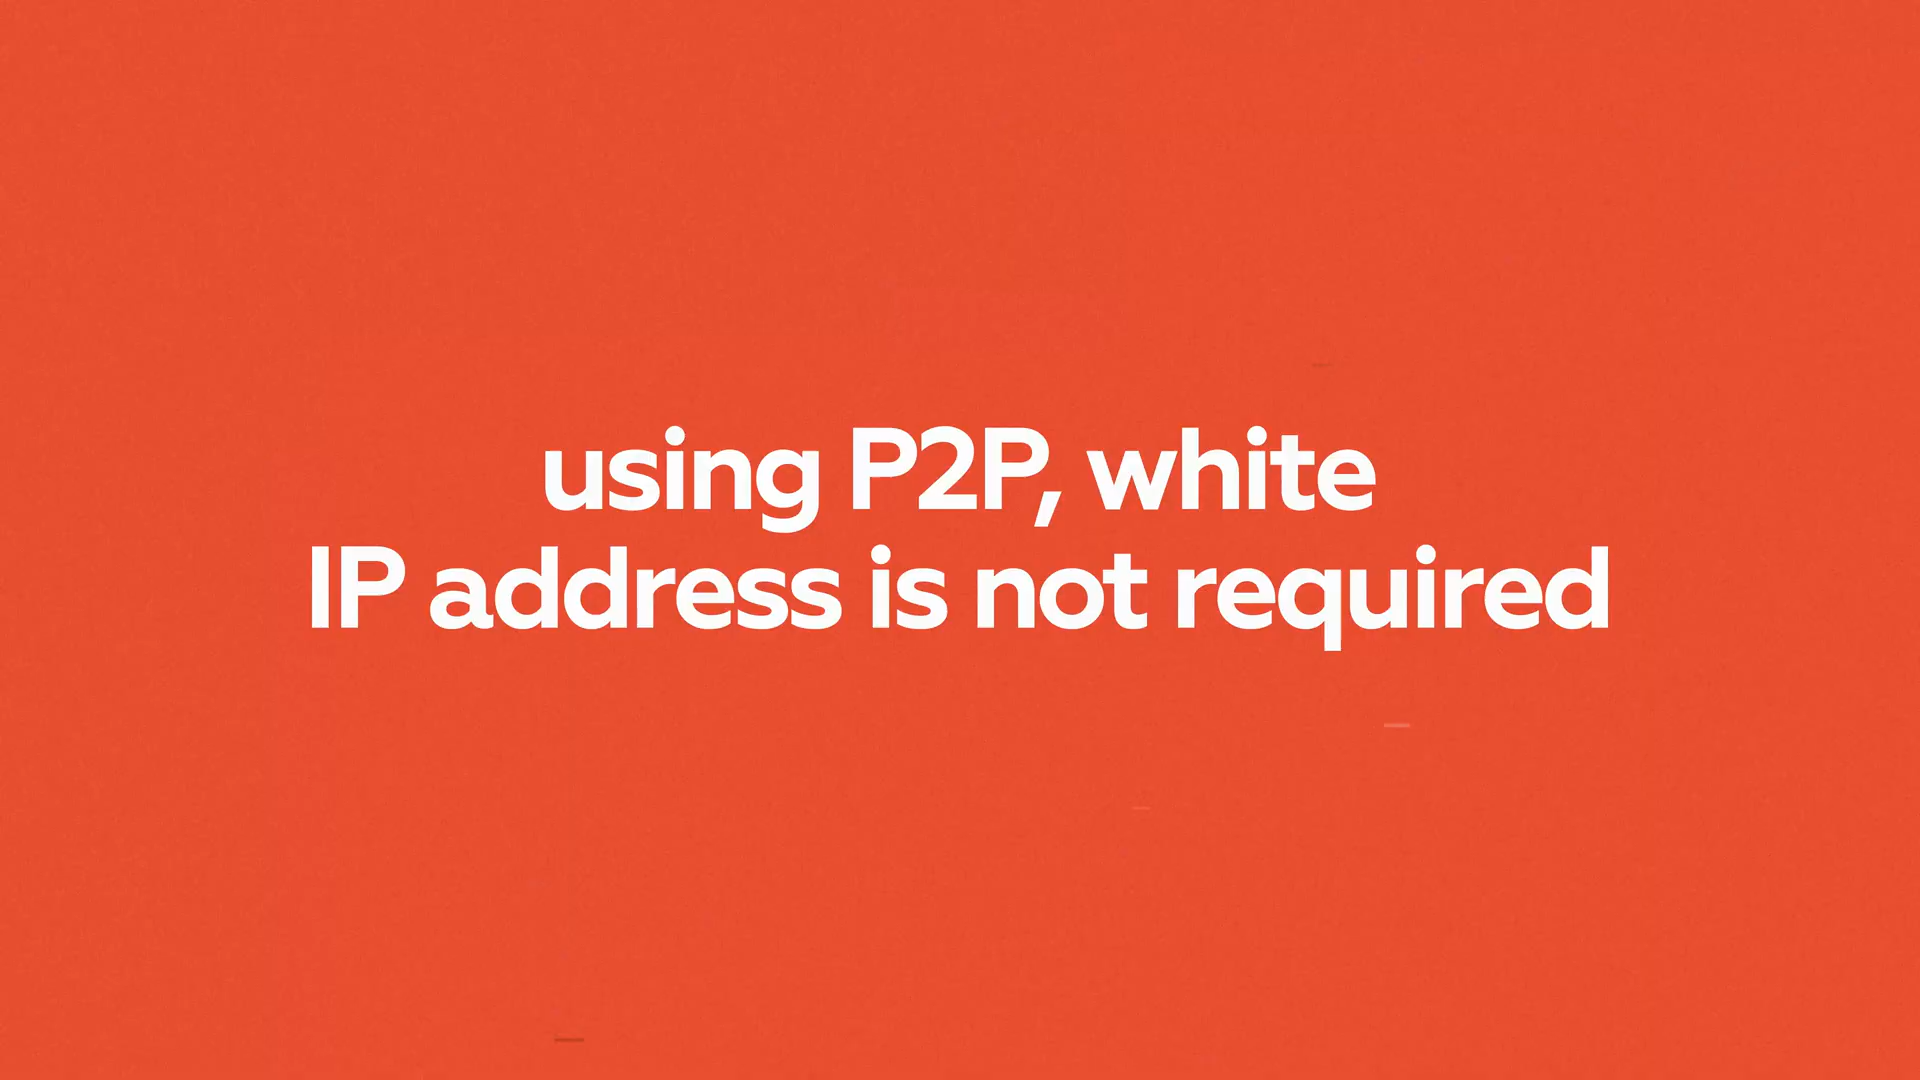 using P2P, white
IP address is not required